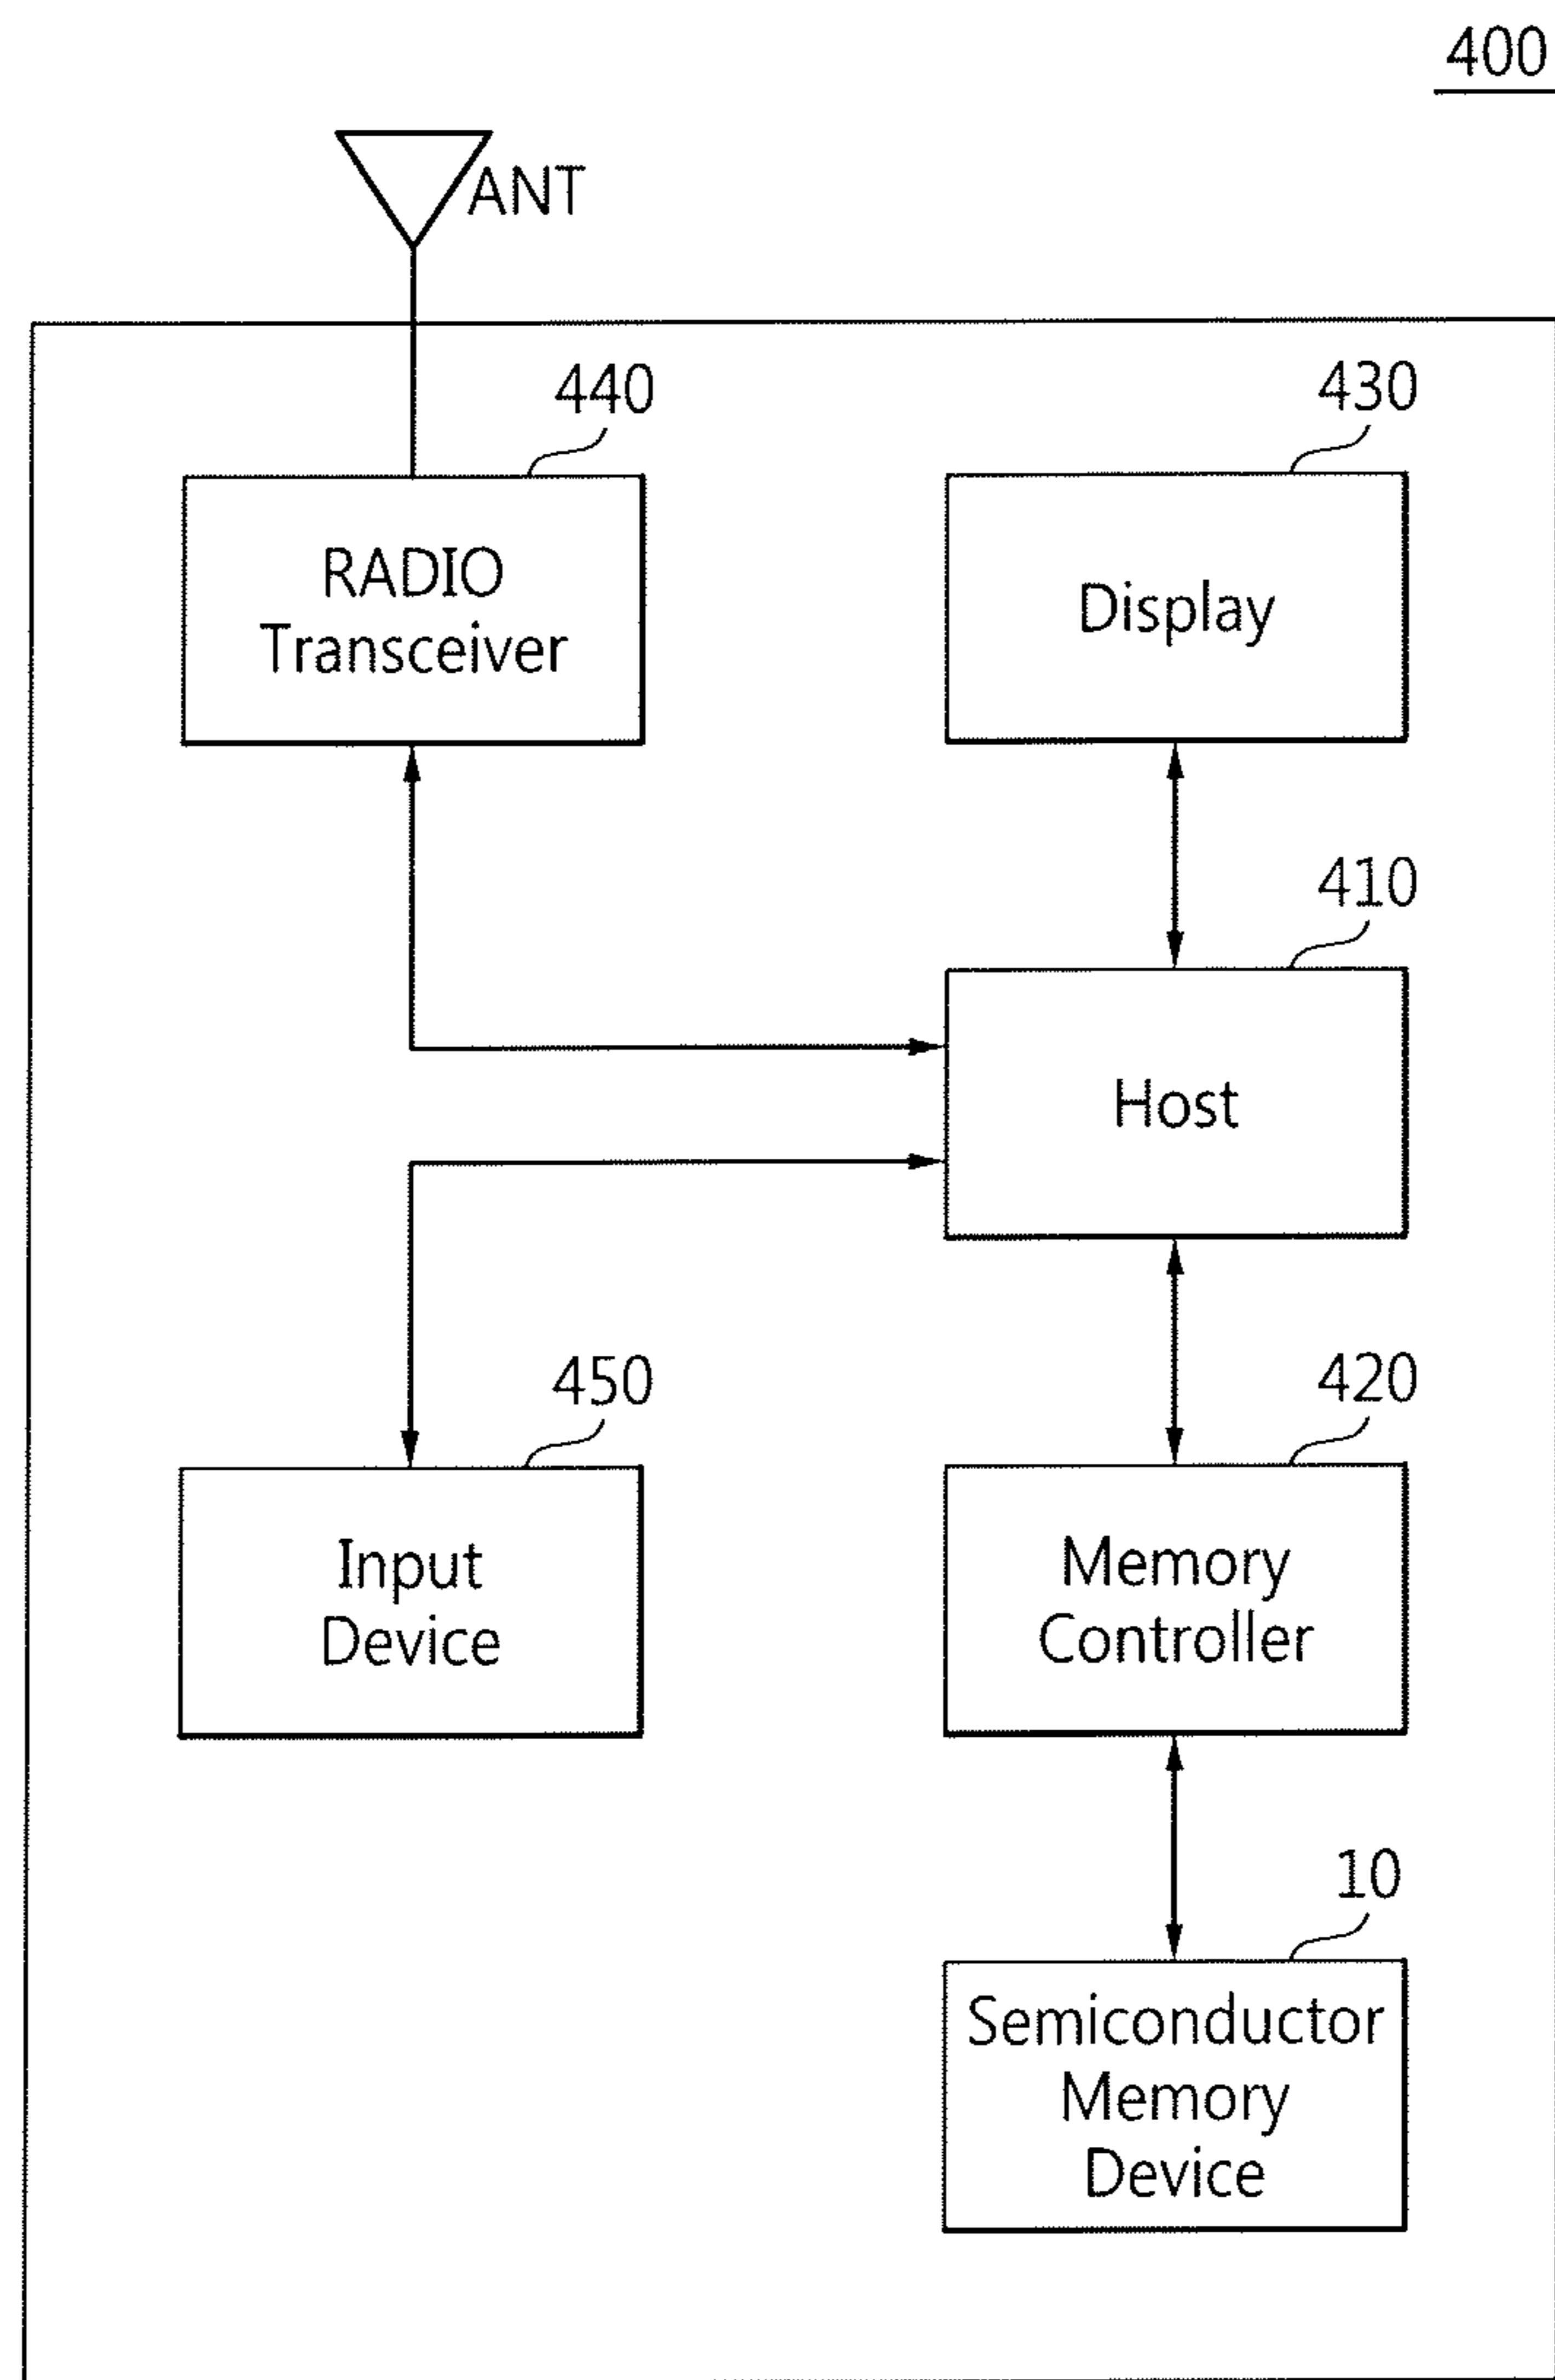 400
ANT
440
430
RADIO
Transceiver
Display
410
Host
450
420
Input
Device
Memory
Controller
10
Semiconductor
Memory
Device